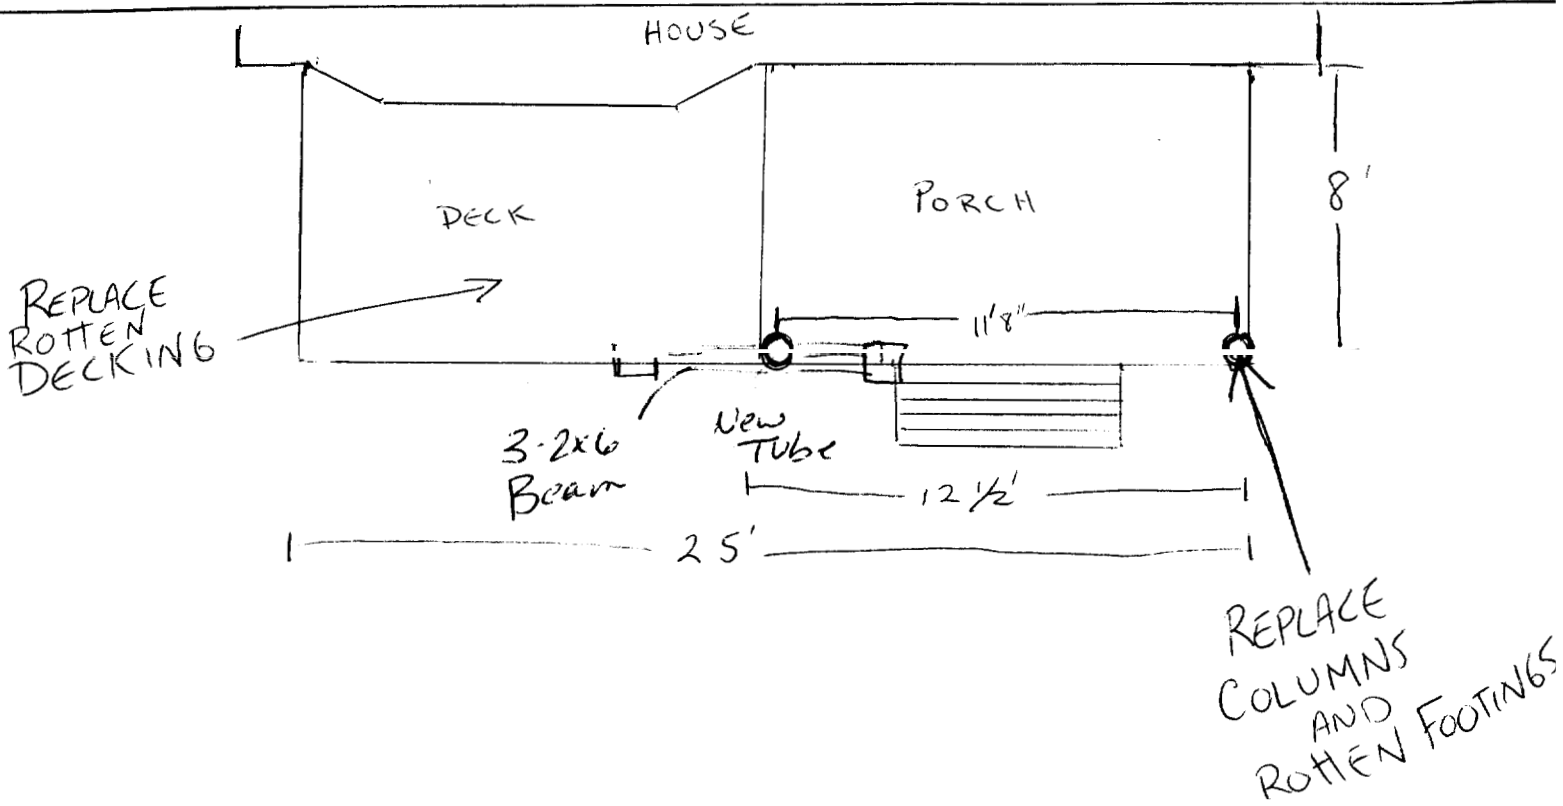 HOUSE
8'
DECK
PORCH
REPLACE
ROTTEN
DECKING
11'8"
3-2x6
Beam
New
Tube
12 1/2'
25'
REPLACE
COLUMNS
AND
ROTTEN FOOTINGS